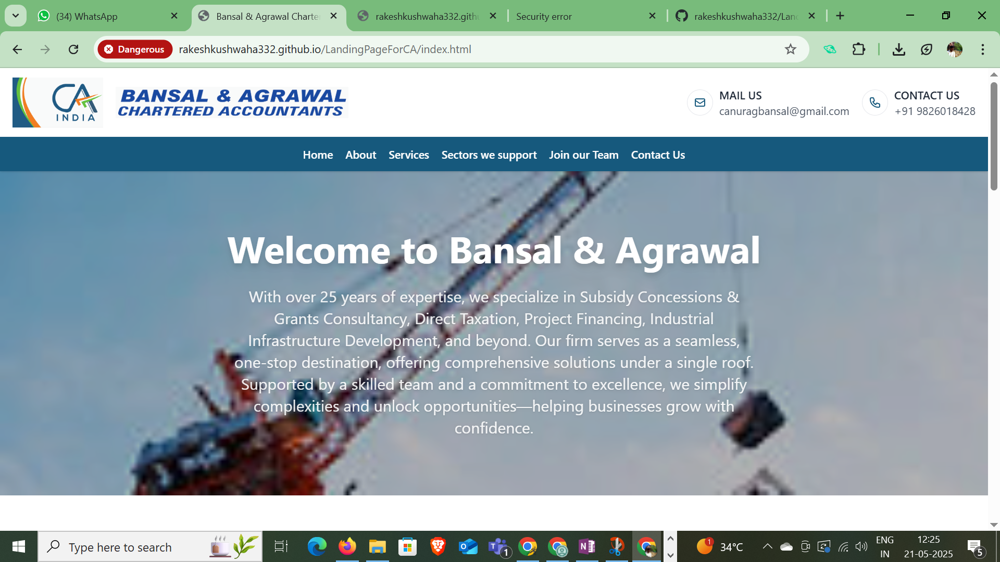 (34) WhatsApp
Bansal & Agrawal Charte
rakeshkushwaha332.gith
Security error
rakeshkushwaha332/Lan
Dangerous
rakeshkushwaha332.github.io/LandingPageForCA/index.html
CA
INDIA
BANSAL & AGRAWAL
CHARTERED ACCOUNTANTS
MAIL US
canuragbansal@gmail.com
CONTACT US
+91 9826018428
Home About Services Sectors we support Join our Team Contact Us
Welcome to Bansal & Agrawal
With over 25 years of expertise, we specialize in Subsidy Concessions &
Grants Consultancy, Direct Taxation, Project Financing, Industrial
Infrastructure Development, and beyond. Our firm serves as a seamless,
one-stop destination, offering comprehensive solutions under a single roof.
Supported by a skilled team and a commitment to excellence, we simplify
complexities and unlock opportunities—helping businesses grow with
confidence.
Type here to search
1
1
34°C
ENG
IN
12:25
21-05-2025
5